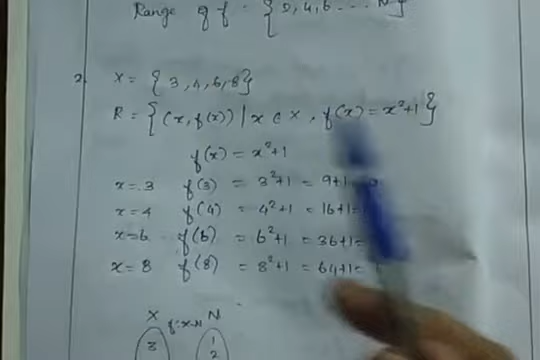 Range of f = {2, 4, 6 ... N}
2. X = {3, 4, 6, 8}
R = {(x, f(x)) | x ∈ X, f(x) = x²+1}
f(x) = x²+1
x=3 f(3) = 3²+1 = 9+1
x=4 f(4) = 4²+1 = 16+1=
x=6 f(6) = 6²+1 = 36+1=
x=8 f(8) = 8²+1 = 64+1=
X f:x→N N
3 1
2